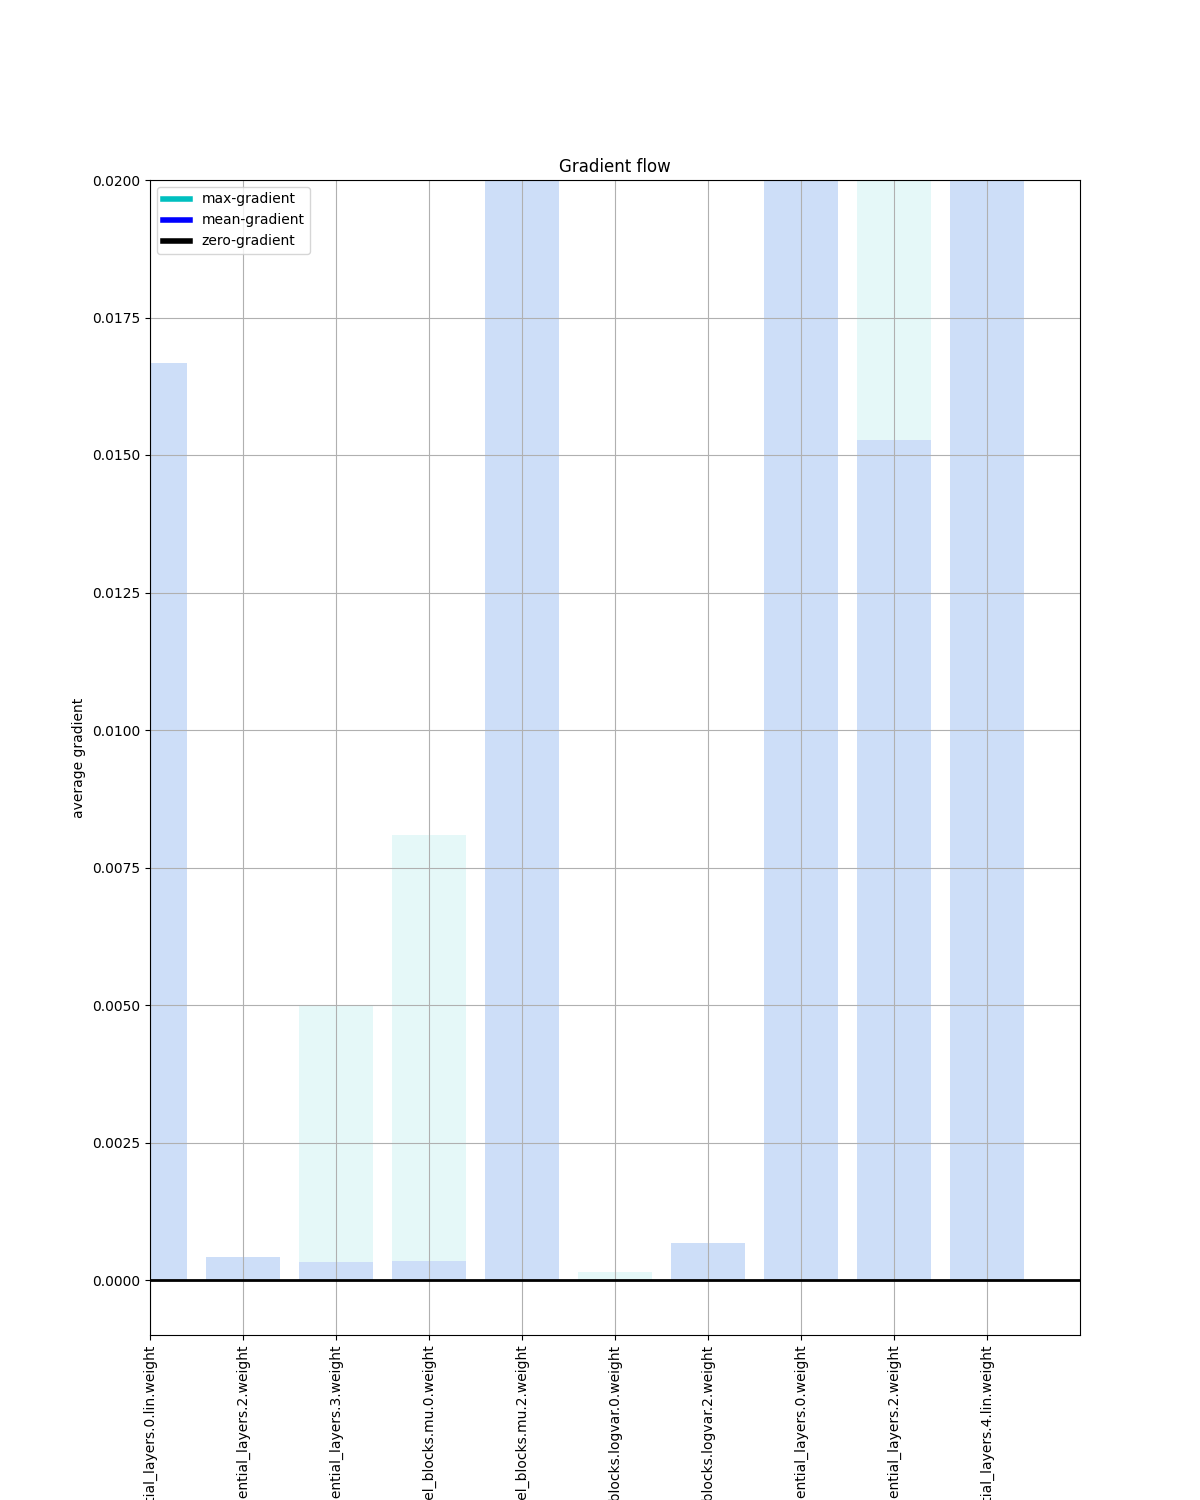 Gradient flow
max-gradient
mean-gradient
zero-gradient
0.0200
0.0175
0.0150
0.0125
0.0100
0.0075
0.0050
0.0025
0.0000
average gradient
tial_layers.0.lin.weight
ential_layers.2.weight
ential_layers.3.weight
el_blocks.mu.0.weight
el_blocks.mu.2.weight
blocks.logvar.0.weight
blocks.logvar.2.weight
ential_layers.0.weight
ential_layers.2.weight
tial_layers.4.lin.weight